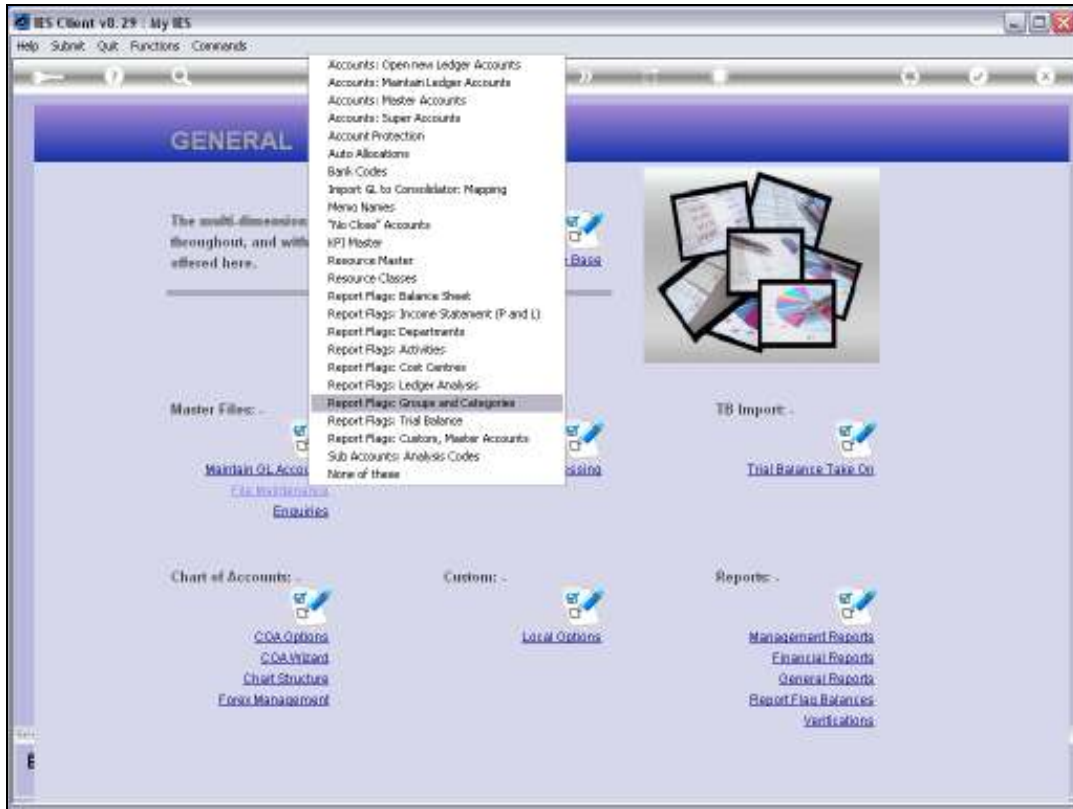 IES Client v8.29 : My IES
Help Submit Quit Functions Commands
GENERAL
Accounts: Open new Ledger Accounts
Accounts: Maintain Ledger Accounts
Accounts: Master Accounts
Accounts: Super Accounts
Account Protection
Auto Allocations
Bank Codes
Import GL to Consolidator: Mapping
Memo Names
"No Close" Accounts
KPI Master
Resource Master
Resource Classes
Report Flags: Balance Sheet
Report Flags: Income Statement (P and L)
Report Flags: Departments
Report Flags: Activities
Report Flags: Cost Centres
Report Flags: Ledger Analysis
Report Flags: Groups and Categories
Report Flags: Trial Balance
Report Flags: Custom, Master Accounts
Sub Accounts: Analysis Codes
None of these
The multi-dimension
throughout, and with
offered here.
Base
Master Files: -
Maintain GL Accou
File Maintenance
Enquiries
ssing
TB Import: -
Trial Balance Take On
Chart of Accounts: -
COA Options
COA Wizard
Chart Structure
Forex Management
Custom: -
Local Options
Reports: -
Management Reports
Financial Reports
General Reports
Report Flag Balances
Verifications